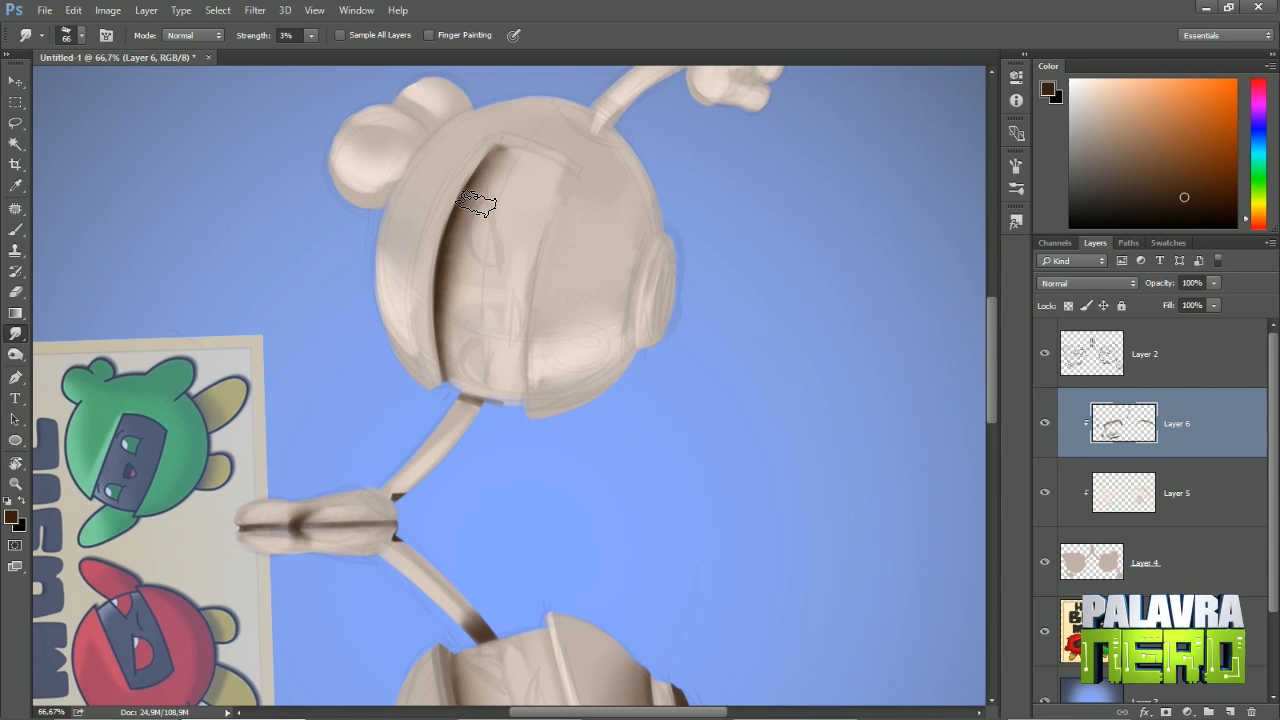 Ps File Edit Image Layer Type Select Filter 3D View Window Help
66 Mode: Normal Strength: 3% Sample All Layers Finger Painting Essentials
Untitled-1 @ 66,7% (Layer 6, RGB/8) * ×
Color
Channels Layers Paths Swatches
Kind
Normal Opacity: 100%
Lock: Fill: 100%
Layer 2
Layer 6
Layer 5
Layer 4
PALAVRA
NERD
66,67% Doc: 24,9M/108,9M